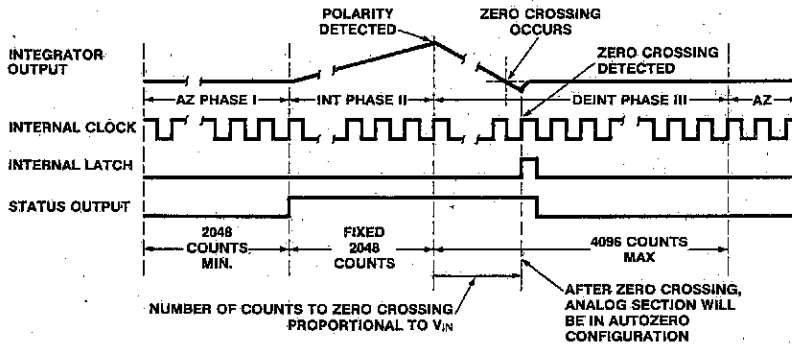 POLARITY
DETECTED
ZERO CROSSING
OCCURS
INTEGRATOR
OUTPUT
ZERO CROSSING
DETECTED
AZ PHASE I
INT PHASE II
DEINT PHASE III
AZ
INTERNAL CLOCK
INTERNAL LATCH
STATUS OUTPUT
2048
COUNTS
MIN.
FIXED
2048
COUNTS
4096 COUNTS
MAX
NUMBER OF COUNTS TO ZERO CROSSING
PROPORTIONAL TO VIN
AFTER ZERO CROSSING,
ANALOG SECTION WILL
BE IN AUTOZERO
CONFIGURATION